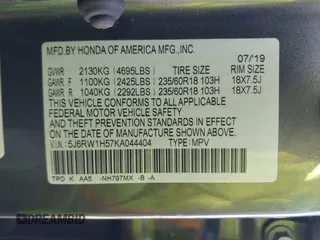 MFD.BY HONDA OF AMERICA MFG.,INC. 07/19
GVWR 2130KG (4695LBS) TIRE SIZE RIM SIZE
GAWR F 1100KG (2425LBS) 235/60R18 103H 18X7.5J
GAWR R 1040KG (2292LBS) 235/60R18 103H 18X7.5J
THIS VEHICLE CONFORMS TO ALL APPLICABLE
FEDERAL MOTOR VEHICLE SAFETY
STANDARDS IN EFFECT ON THE
DATE OF MANUFACTURE SHOWN ABOVE.
V.I.N: 5J6RW1H57KA044404 TYPE: MPV
TPD K AA5 -NH797MX -B -A
DREAMBID.COM